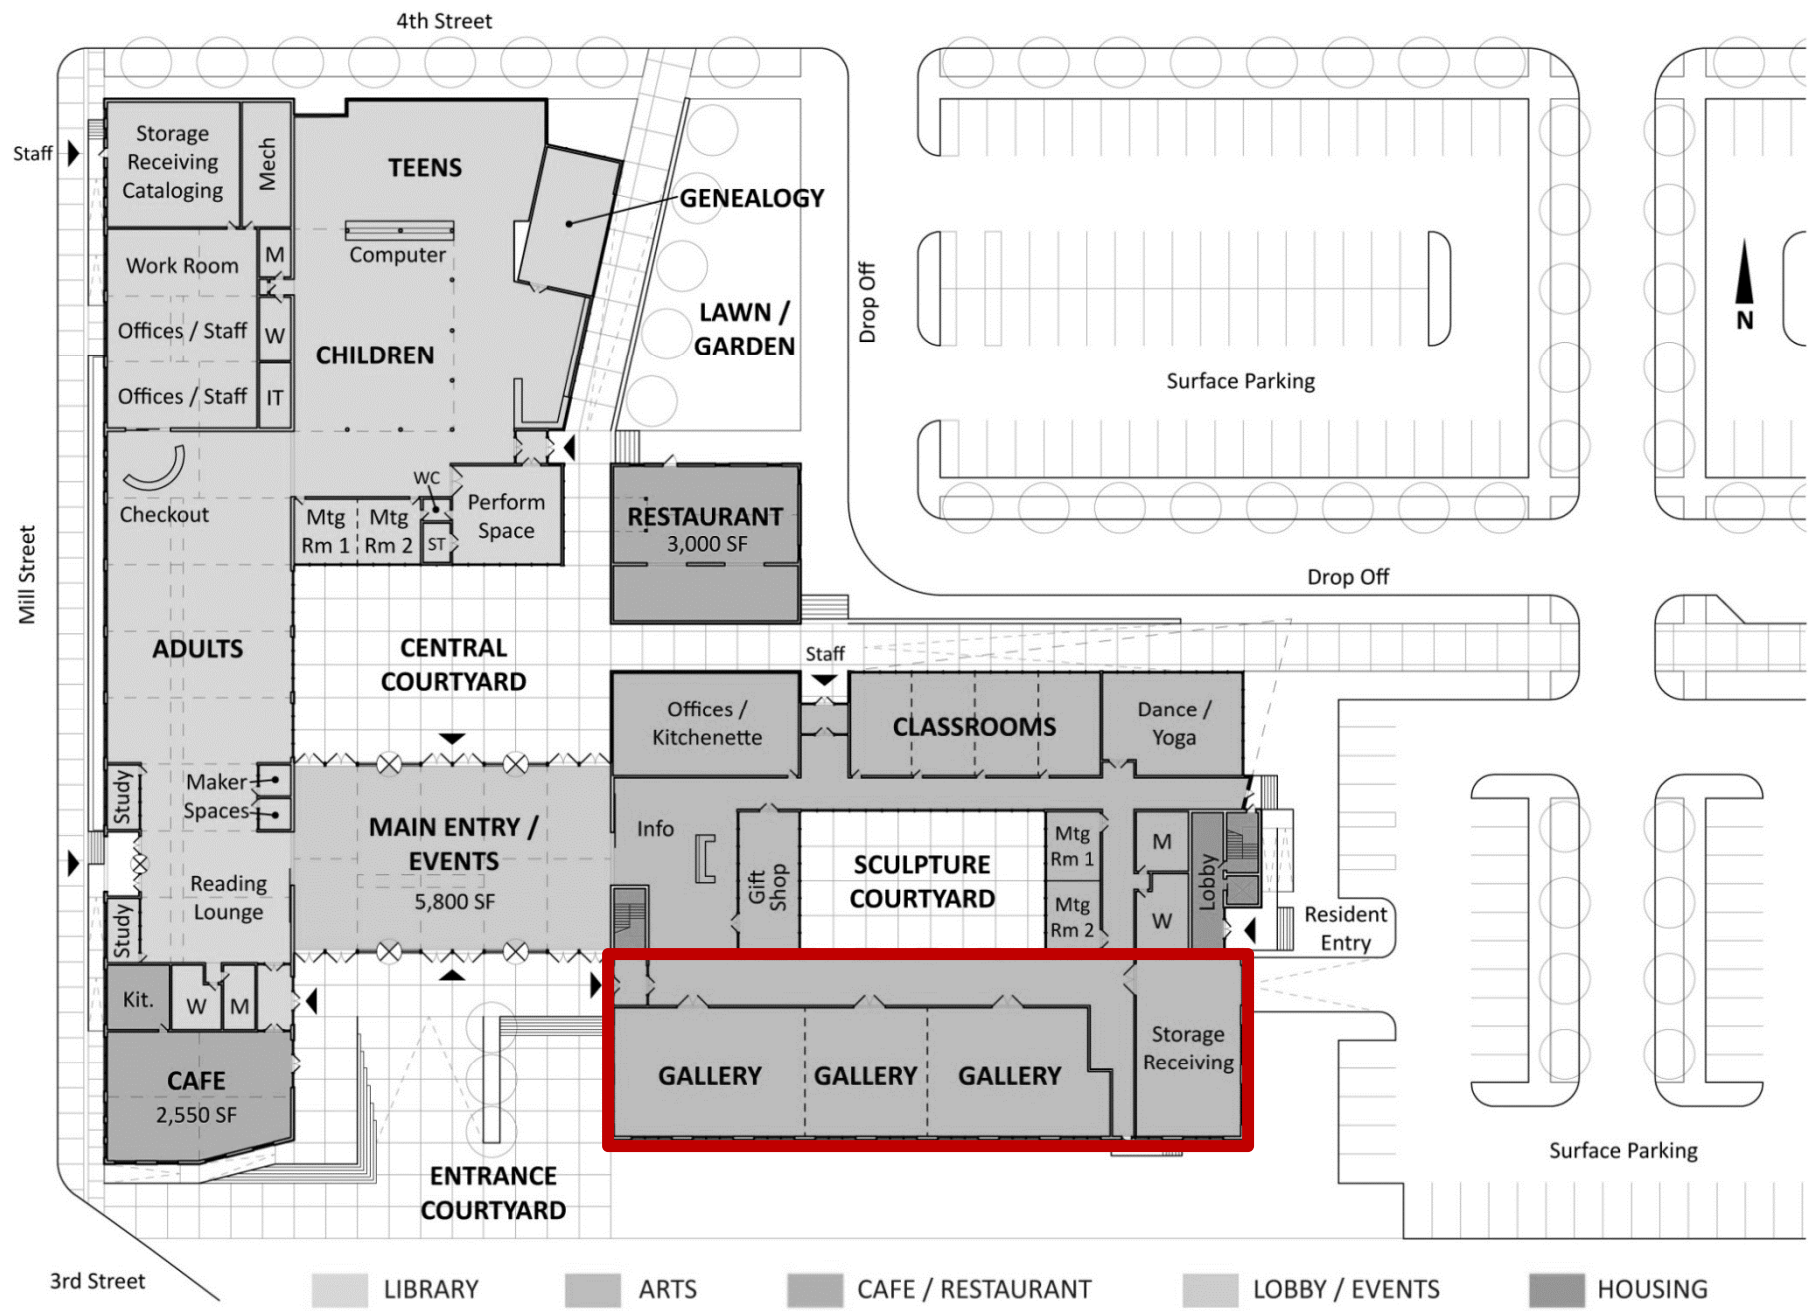 4th Street
Staff
Storage
Receiving
Cataloging
Mech
TEENS
GENEALOGY
Computer
Work Room
M
Offices / Staff
W
CHILDREN
Offices / Staff
IT
LAWN /
GARDEN
Drop Off
Surface Parking
N
Checkout
WC
Mtg
Rm 1
Mtg
Rm 2
ST
Perform
Space
RESTAURANT
3,000 SF
Drop Off
Mill Street
ADULTS
CENTRAL
COURTYARD
Staff
Offices /
Kitchenette
CLASSROOMS
Dance /
Yoga
Study
Maker
Spaces
MAIN ENTRY /
EVENTS
5,800 SF
Info
Gift
Shop
SCULPTURE
COURTYARD
Mtg
Rm 1
Mtg
Rm 2
M
W
Lobby
Resident
Entry
Reading
Lounge
Study
Kit.
W
M
CAFE
2,550 SF
GALLERY
GALLERY
GALLERY
Storage
Receiving
ENTRANCE
COURTYARD
Surface Parking
3rd Street
LIBRARY
ARTS
CAFE / RESTAURANT
LOBBY / EVENTS
HOUSING